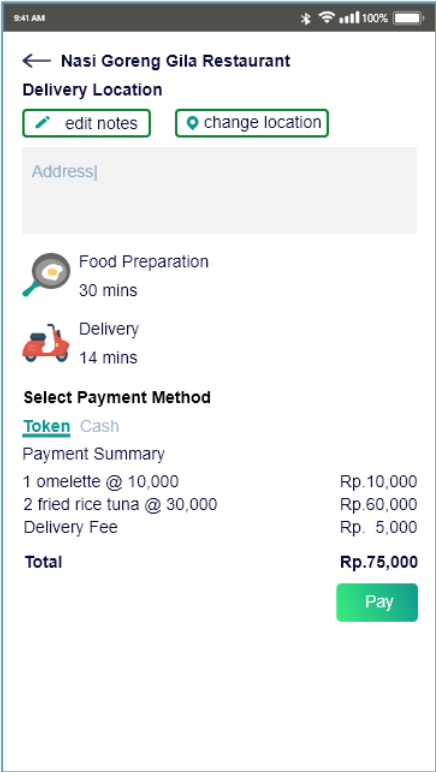 9:41 AM 100%
Nasi Goreng Gila Restaurant
Delivery Location
edit notes change location
Address|
Food Preparation
30 mins
Delivery
14 mins
Select Payment Method
Token Cash
Payment Summary
1 omelette @ 10,000 Rp.10,000
2 fried rice tuna @ 30,000 Rp.60,000
Delivery Fee Rp. 5,000
Total Rp.75,000
Pay